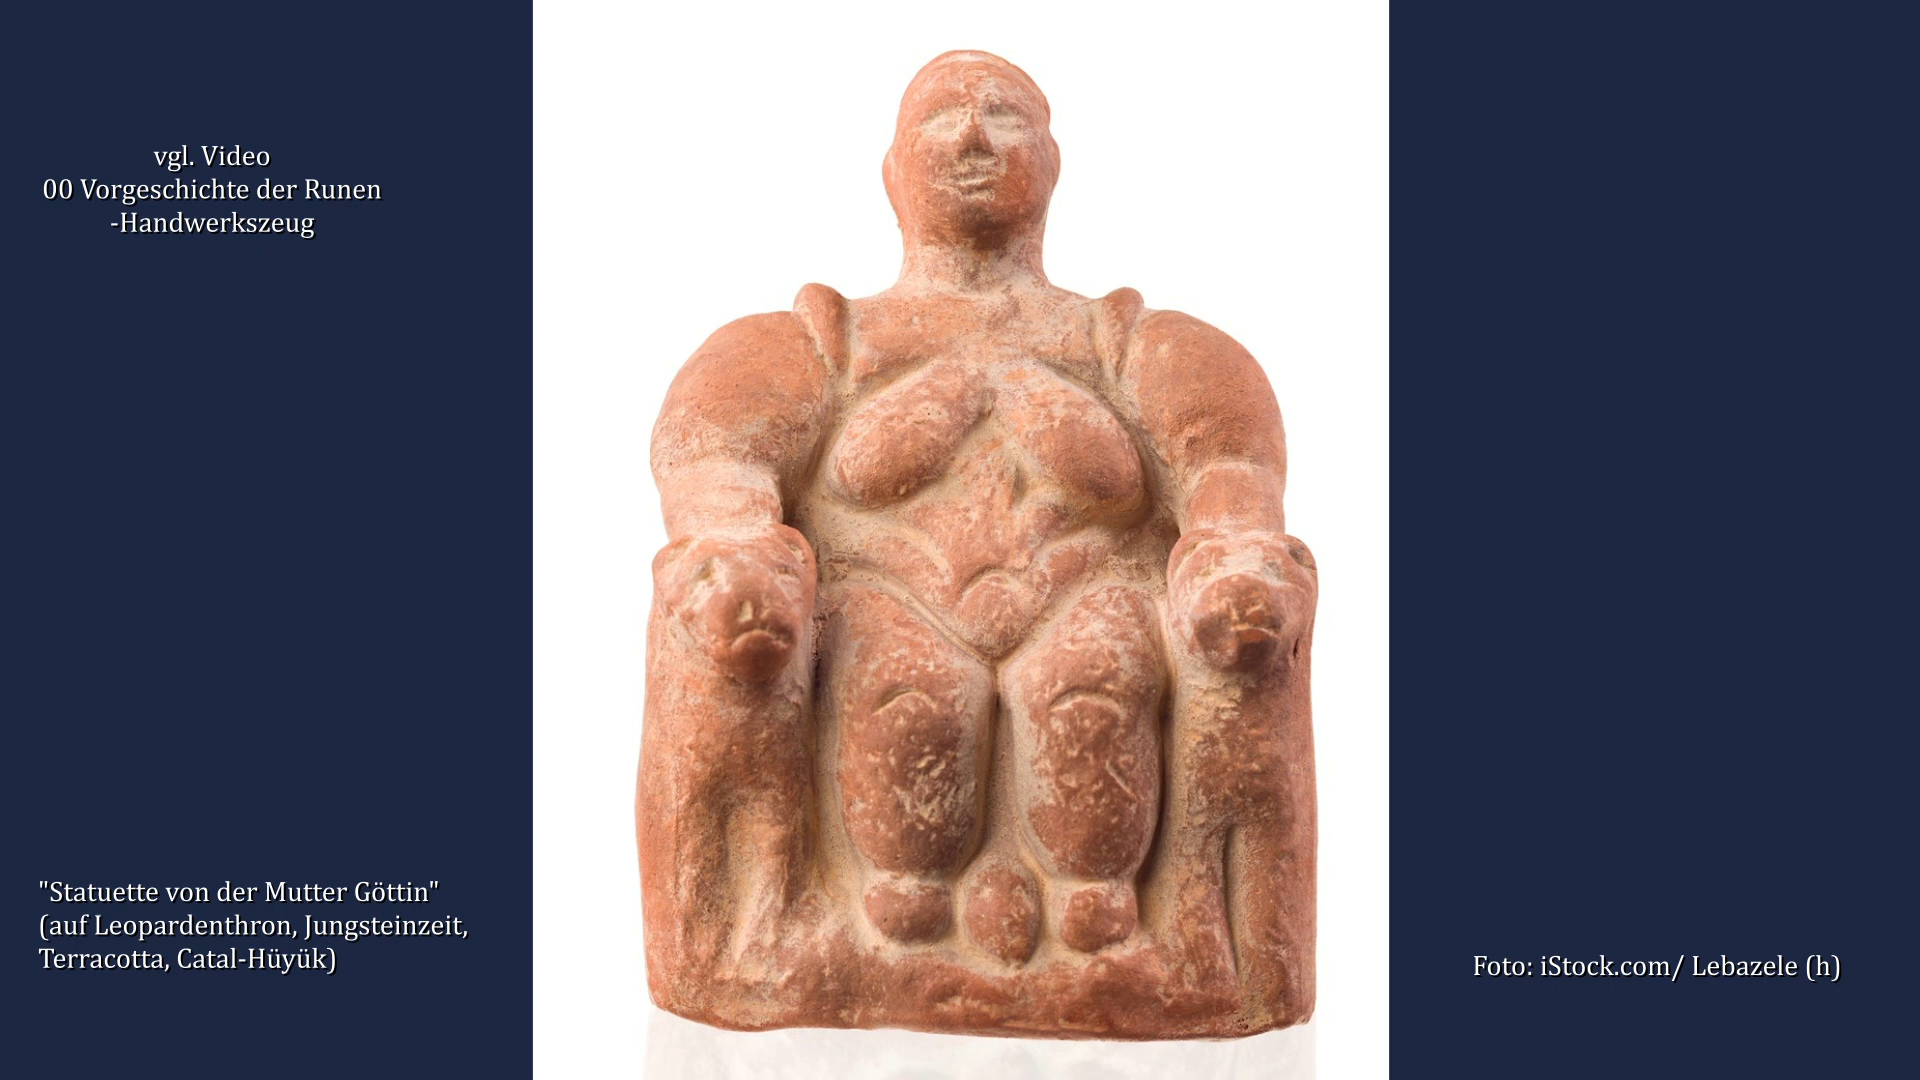 vgl. Video
00 Vorgeschichte der Runen
-Handwerkszeug
"Statuette von der Mutter Göttin"
(auf Leopardenthron, Jungsteinzeit,
Terracotta, Catal-Hüyük)
Foto: iStock.com/ Lebazele (h)